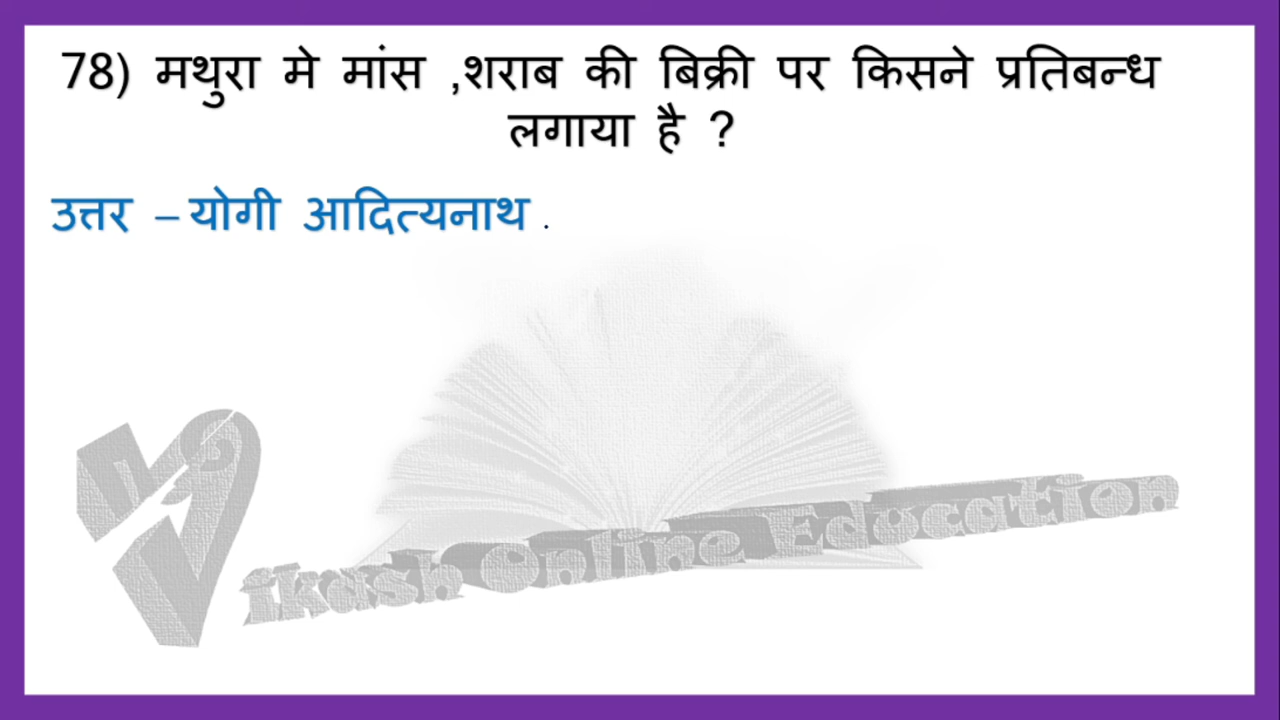 78) मथुरा मे मांस ,शराब की बिक्री पर किसने प्रतिबन्ध
लगाया है ?
उत्तर – योगी आदित्यनाथ .
Vikash Online Education